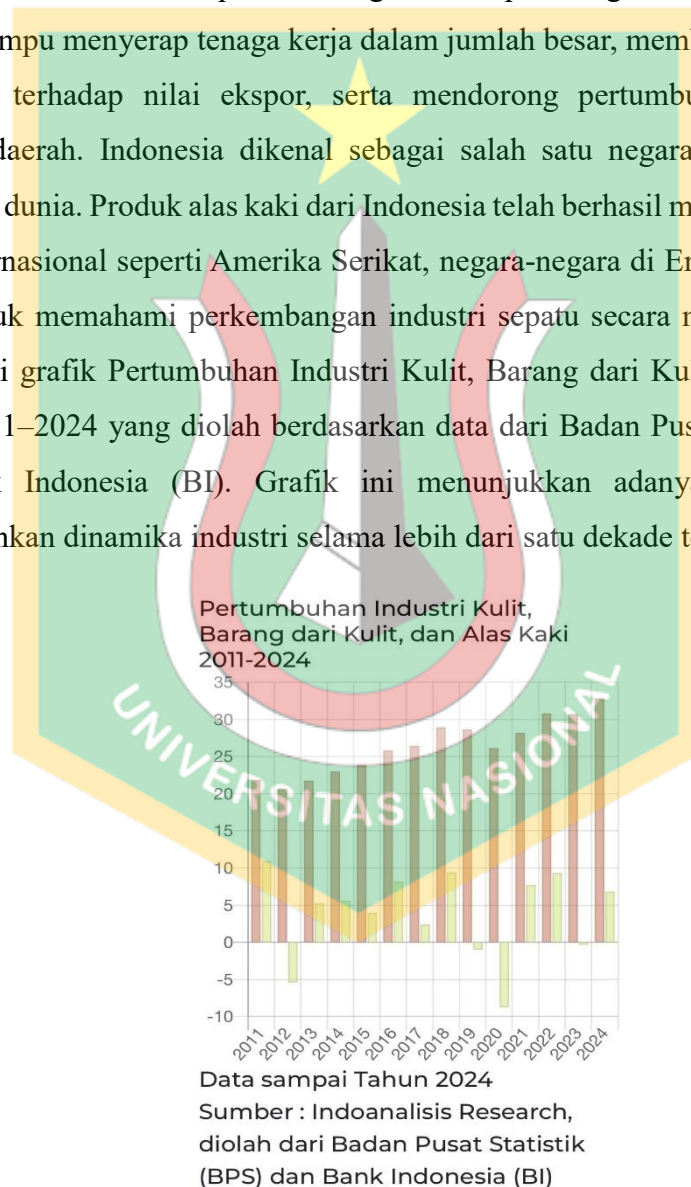 mpu menyerap tenaga kerja dalam jumlah besar, mem
terhadap nilai ekspor, serta mendorong pertumbu
daerah. Indonesia dikenal sebagai salah satu negara
dunia. Produk alas kaki dari Indonesia telah berhasil m
rnasional seperti Amerika Serikat, negara-negara di Er
uk memahami perkembangan industri sepatu secara n
i grafik Pertumbuhan Industri Kulit, Barang dari Ku
1–2024 yang diolah berdasarkan data dari Badan Pus
Indonesia (BI). Grafik ini menunjukkan adanya
nkan dinamika industri selama lebih dari satu dekade t
Pertumbuhan Industri Kulit,
Barang dari Kulit, dan Alas Kaki
2011-2024
35
30
25
20
15
10
5
0
-5
-10
2011 2012 2013 2014 2015 2016 2017 2018 2019 2020 2021 2022 2023 2024
UNIVERSITAS NASIONAL
Data sampai Tahun 2024
Sumber : Indoanalisis Research,
diolah dari Badan Pusat Statistik
(BPS) dan Bank Indonesia (BI)